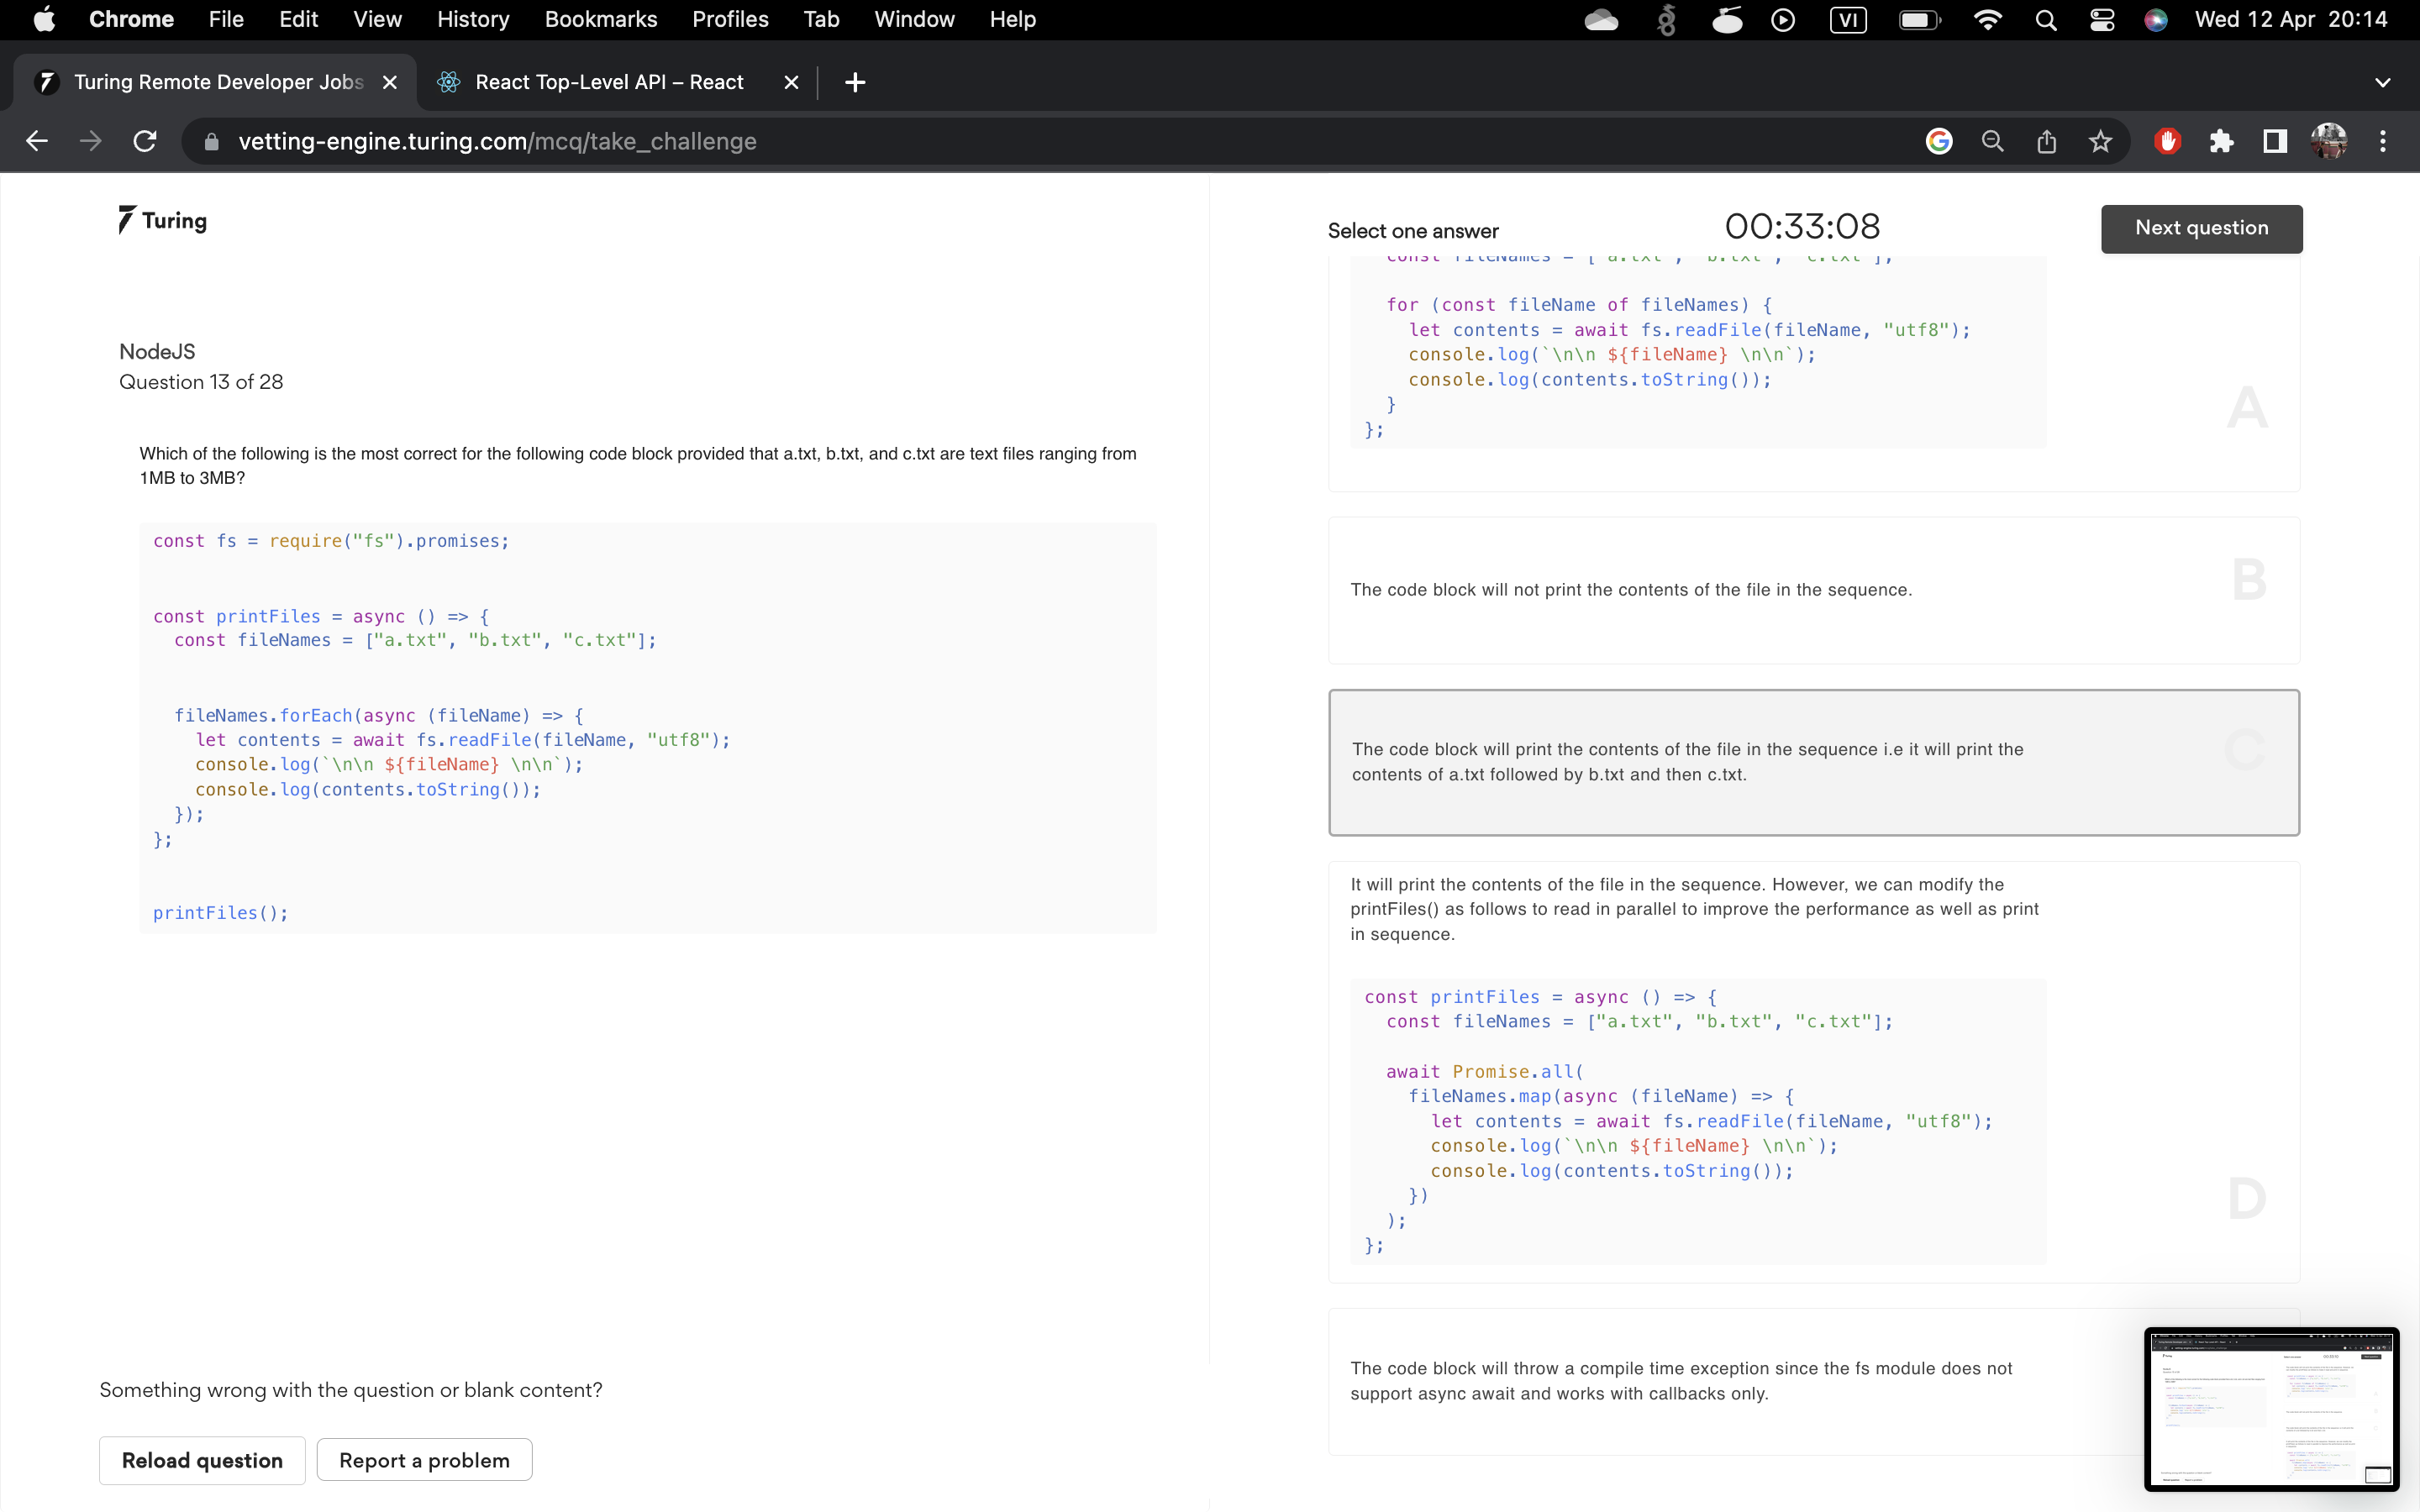 Chrome File Edit View History Bookmarks Profiles Tab Window Help VI Wed 12 Apr 20:14
Turing Remote Developer Jobs React Top-Level API – React
vetting-engine.turing.com/mcq/take_challenge
Turing
NodeJS
Question 13 of 28
Which of the following is the most correct for the following code block provided that a.txt, b.txt, and c.txt are text files ranging from
1MB to 3MB?
const fs = require("fs").promises;
const printFiles = async () => {
const fileNames = ["a.txt", "b.txt", "c.txt"];
fileNames.forEach(async (fileName) => {
let contents = await fs.readFile(fileName, "utf8");
console.log(`\n\n ${fileName} \n\n`);
console.log(contents.toString());
});
};
printFiles();
Something wrong with the question or blank content?
Reload question Report a problem
Select one answer 00:33:08 Next question
const fileNames = ["a.txt", "b.txt", "c.txt"];
for (const fileName of fileNames) {
let contents = await fs.readFile(fileName, "utf8");
console.log(`\n\n ${fileName} \n\n`);
console.log(contents.toString());
}
};
A
The code block will not print the contents of the file in the sequence.
B
The code block will print the contents of the file in the sequence i.e it will print the
contents of a.txt followed by b.txt and then c.txt.
C
It will print the contents of the file in the sequence. However, we can modify the
printFiles() as follows to read in parallel to improve the performance as well as print
in sequence.
const printFiles = async () => {
const fileNames = ["a.txt", "b.txt", "c.txt"];
await Promise.all(
fileNames.map(async (fileName) => {
let contents = await fs.readFile(fileName, "utf8");
console.log(`\n\n ${fileName} \n\n`);
console.log(contents.toString());
})
);
};
D
The code block will throw a compile time exception since the fs module does not
support async await and works with callbacks only.